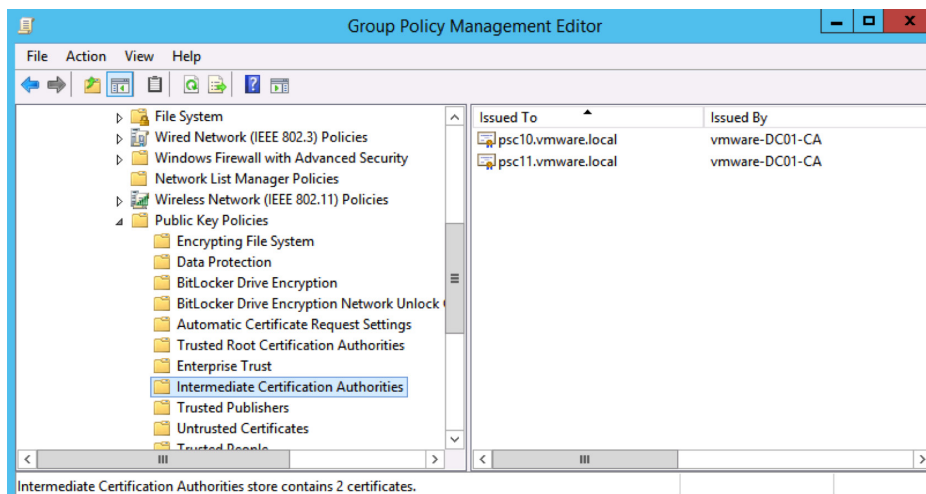 Group Policy Management Editor
File Action View Help
File System
Wired Network (IEEE 802.3) Policies
Windows Firewall with Advanced Security
Network List Manager Policies
Wireless Network (IEEE 802.11) Policies
Public Key Policies
Encrypting File System
Data Protection
BitLocker Drive Encryption
BitLocker Drive Encryption Network Unlock
Automatic Certificate Request Settings
Trusted Root Certification Authorities
Enterprise Trust
Intermediate Certification Authorities
Trusted Publishers
Untrusted Certificates
Trusted People
Issued To Issued By
psc10.vmware.local vmware-DC01-CA
psc11.vmware.local vmware-DC01-CA
Intermediate Certification Authorities store contains 2 certificates.